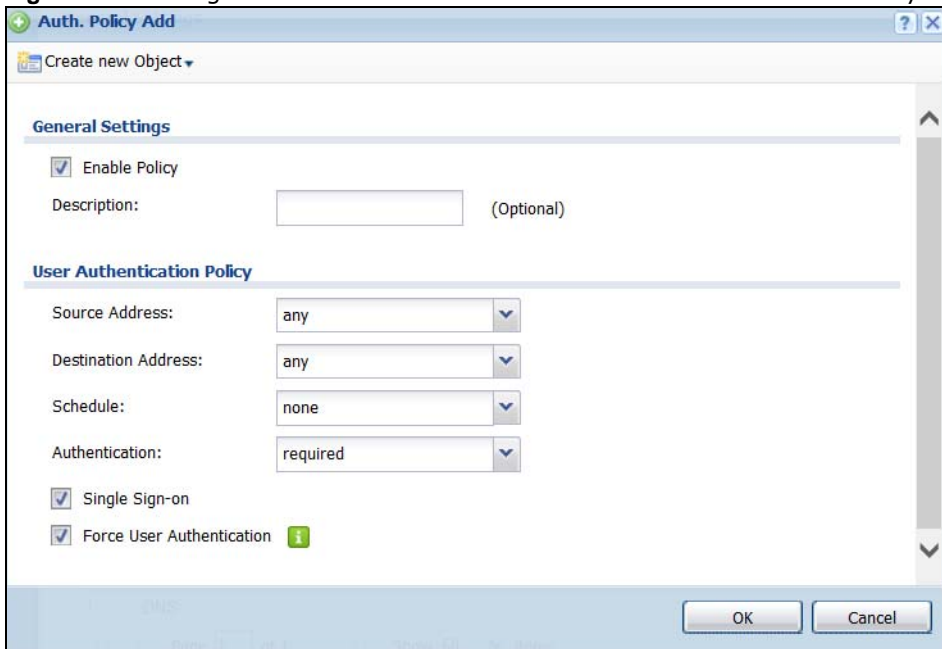 Auth. Policy Add
Create new Object
General Settings
Enable Policy
Description: (Optional)
User Authentication Policy
Source Address: any
Destination Address: any
Schedule: none
Authentication: required
Single Sign-on
Force User Authentication
OK Cancel